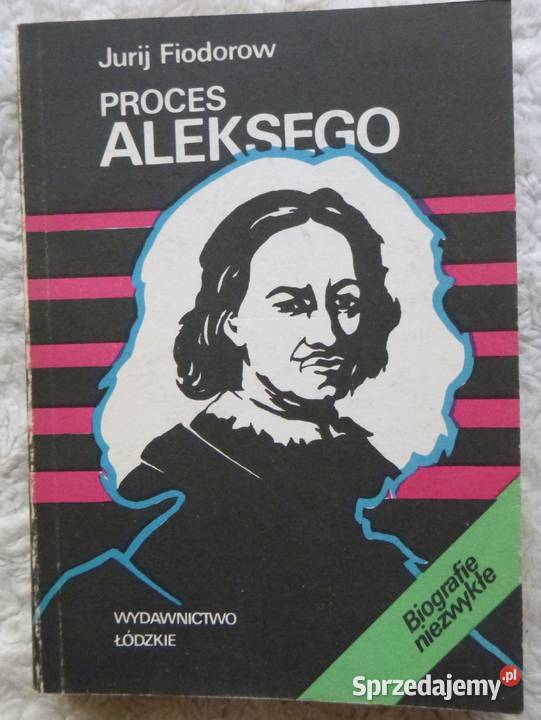 Jurij Fiodorow
PROCES
ALEKSEGO
WYDAWNICTWO
ŁÓDZKIE
Biografie
niezwykłe
Sprzedajemy.pl